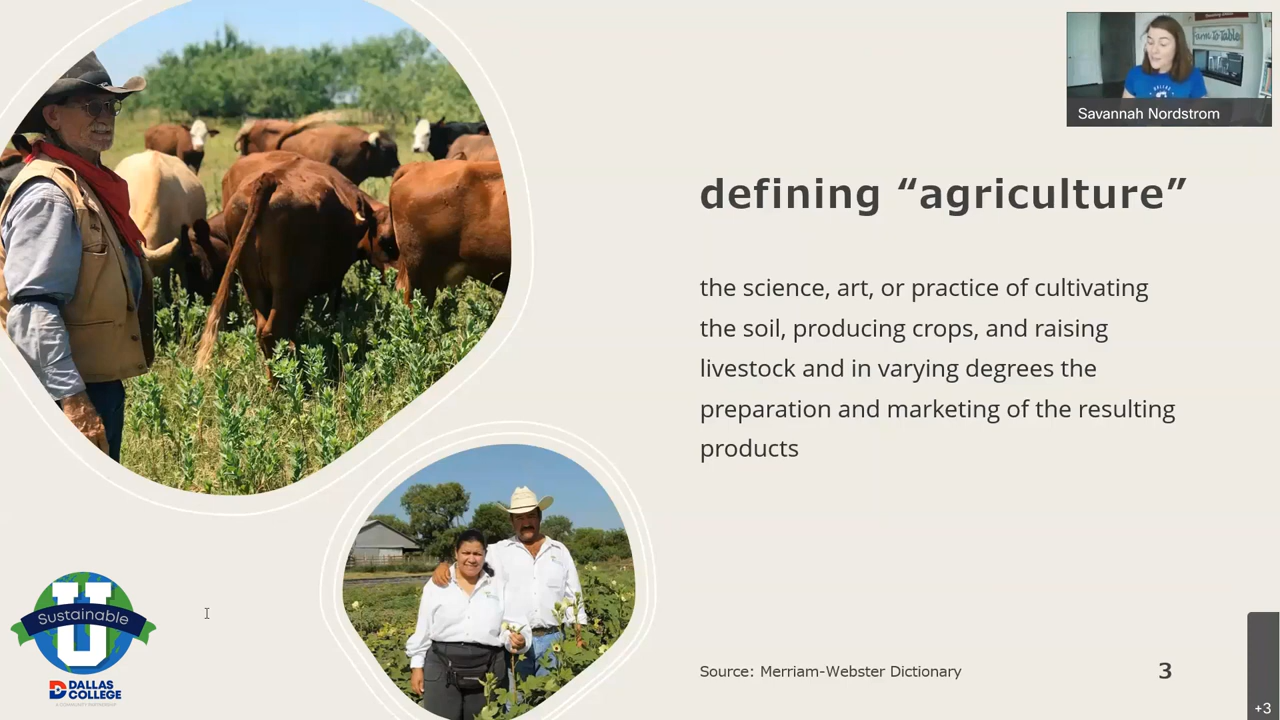 Savannah Nordstrom
defining “agriculture”
the science, art, or practice of cultivating
the soil, producing crops, and raising
livestock and in varying degrees the
preparation and marketing of the resulting
products
Sustainable
U
DALLAS
COLLEGE
A COMMUNITY PARTNERSHIP
Source: Merriam-Webster Dictionary
3
+3